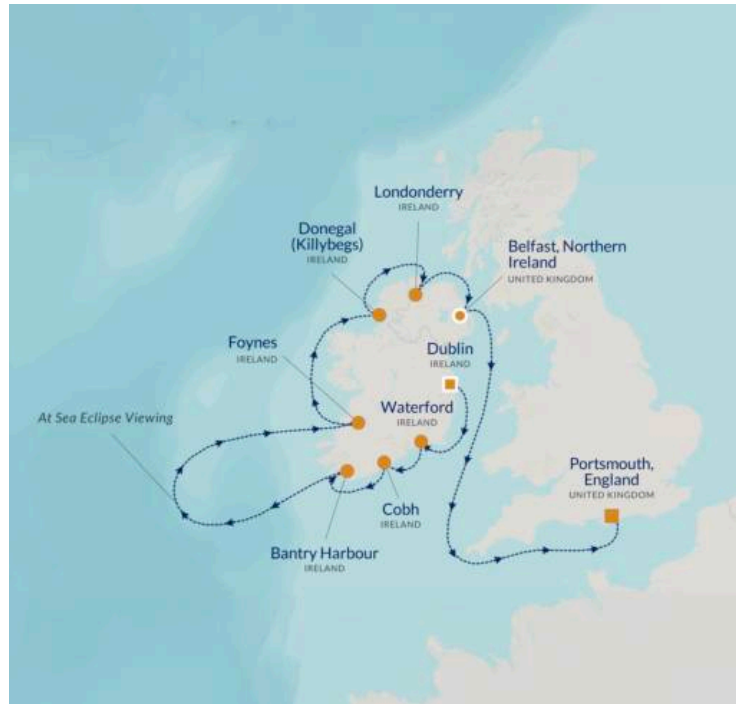 Londonderry
IRELAND
Donegal
(Killybegs)
IRELAND
Belfast, Northern
Ireland
UNITED KINGDOM
Foynes
IRELAND
Dublin
IRELAND
Waterford
IRELAND
At Sea Eclipse Viewing
Portsmouth,
England
UNITED KINGDOM
Cobh
IRELAND
Bantry Harbour
IRELAND